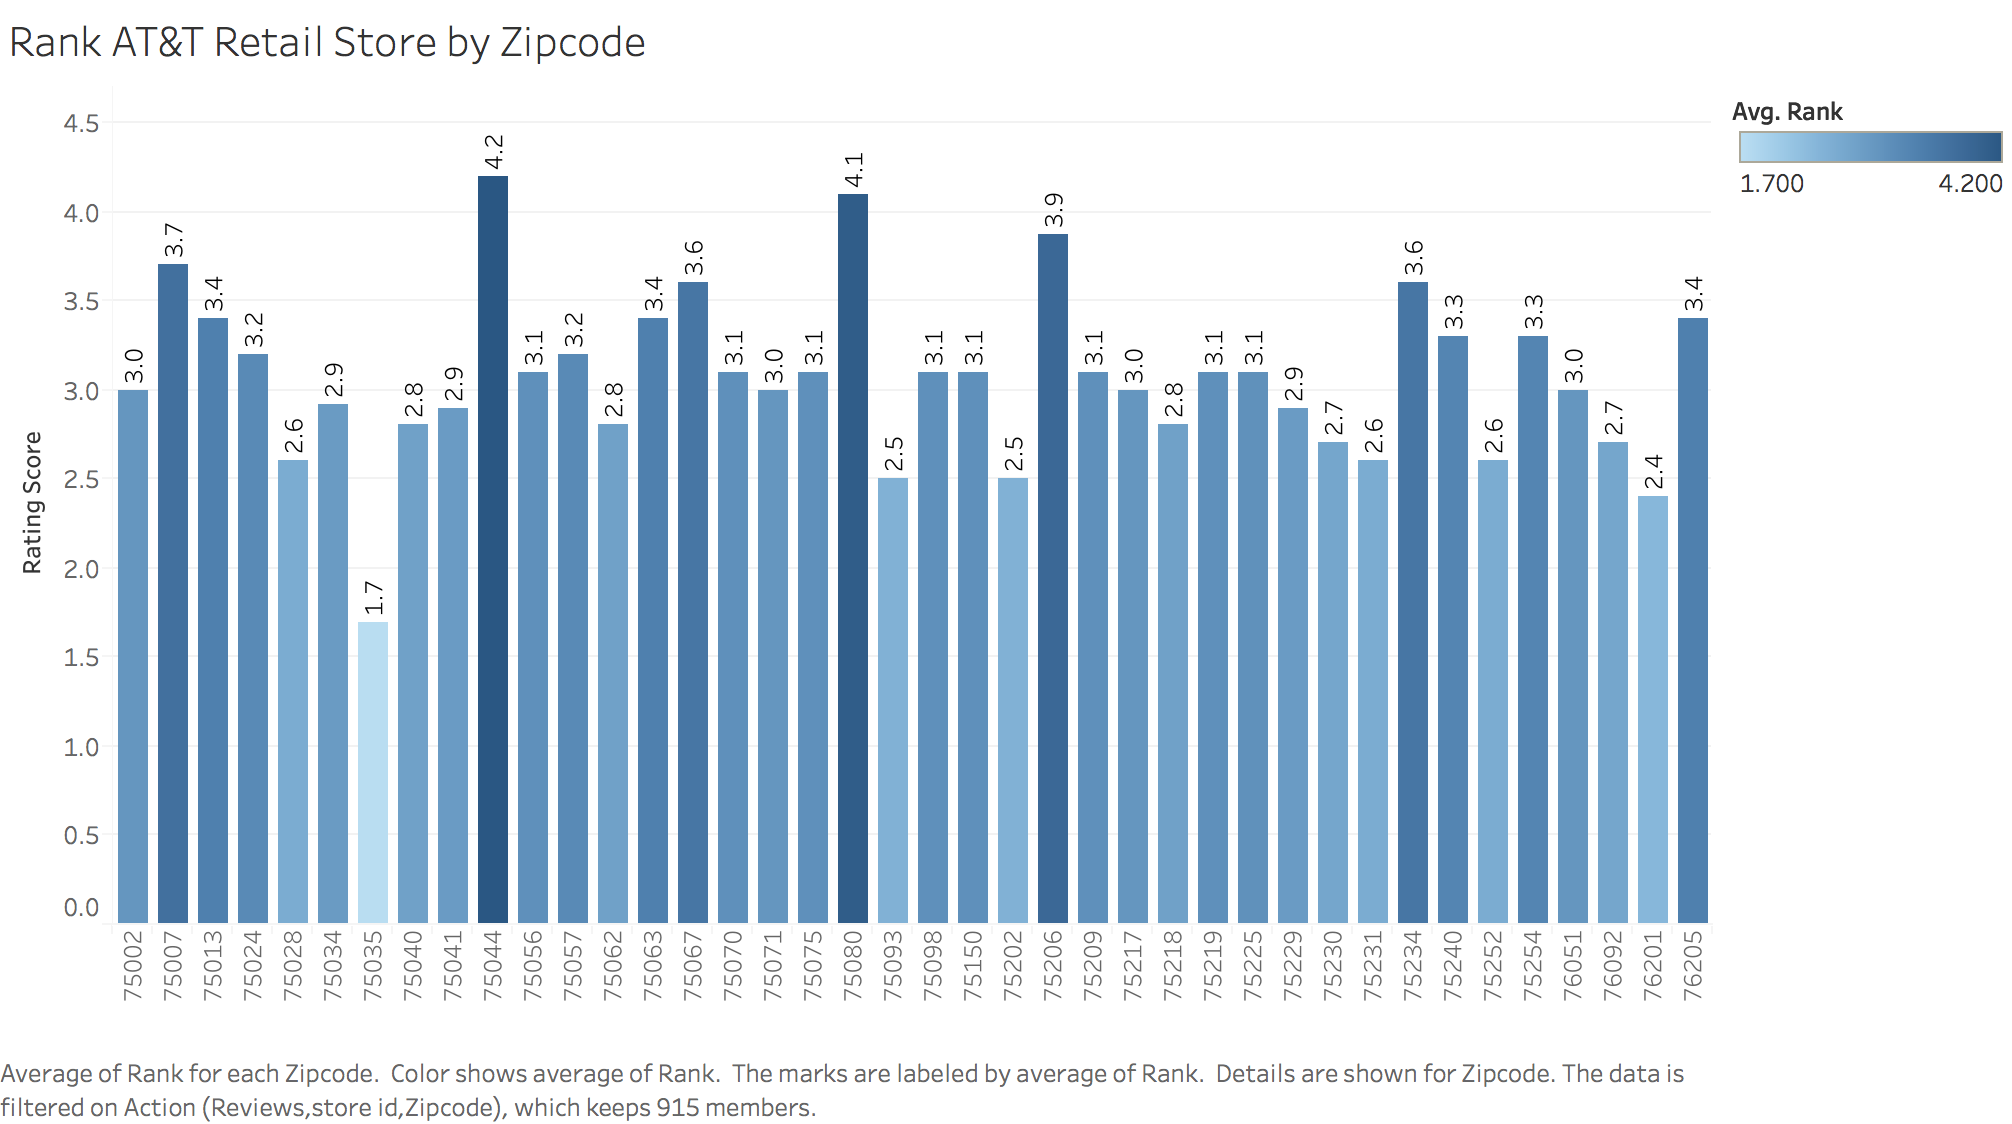 Rank AT&T Retail Store by Zipcode
Avg. Rank
1.700 4.200
Rating Score
4.5
4.0
3.5
3.0
2.5
2.0
1.5
1.0
0.5
0.0
3.0 3.7 3.4 3.2 2.6 2.9 1.7 2.8 2.9 4.2 3.1 3.2 2.8 3.4 3.6 3.1 3.0 3.1 4.1 2.5 3.1 3.1 2.5 3.9 3.1 3.0 2.8 3.1 3.1 2.9 2.7 2.6 3.6 3.3 2.6 3.3 3.0 2.7 2.4 3.4
75002 75007 75013 75024 75028 75034 75035 75040 75041 75044 75056 75057 75062 75063 75067 75070 75071 75075 75080 75093 75098 75150 75202 75206 75209 75217 75218 75219 75225 75229 75230 75231 75234 75240 75252 75254 76051 76092 76201 76205
Average of Rank for each Zipcode. Color shows average of Rank. The marks are labeled by average of Rank. Details are shown for Zipcode. The data is
filtered on Action (Reviews,store id,Zipcode), which keeps 915 members.